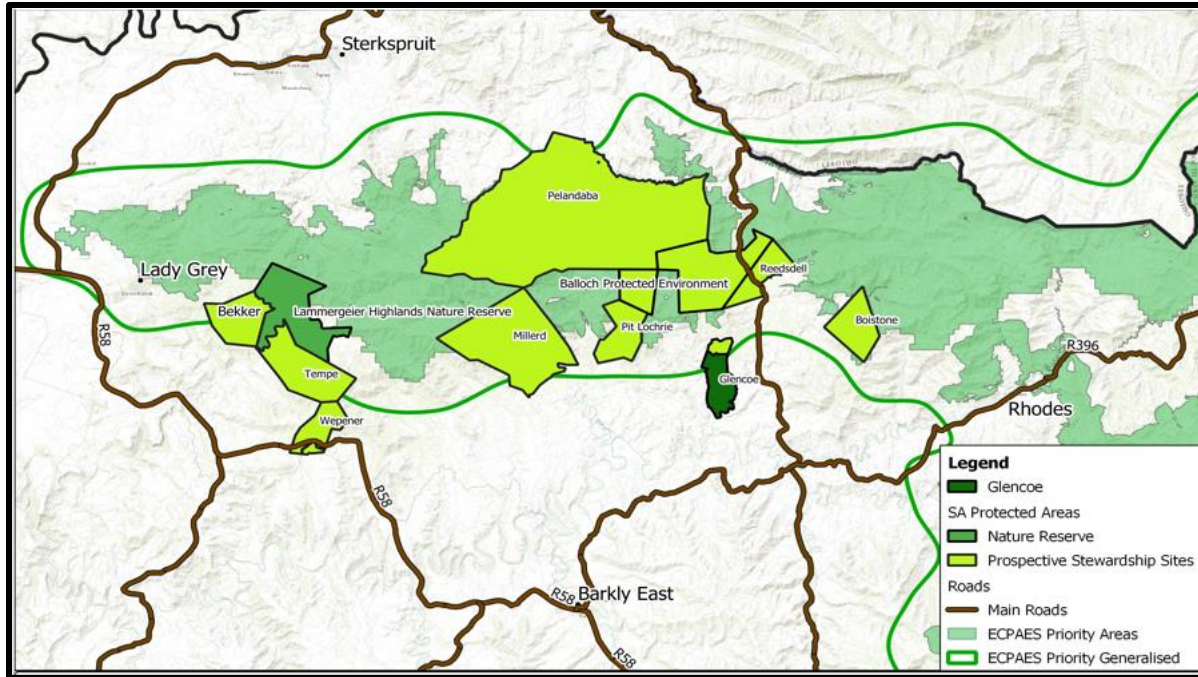 Sterkspruit
Pelandaba
LESOTHO
Lady Grey
Reedsdell
Balloch Protected Environment
Bekker
Lammergeier Highlands Nature Reserve
Millerd
Pit Lochrie
Boistone
R58
R396
Tempe
Glencoe
Rhodes
Wepener
R58
Barkly East
R58
R58
Legend
Glencoe
SA Protected Areas
Nature Reserve
Prospective Stewardship Sites
Roads
Main Roads
ECPAES Priority Areas
ECPAES Priority Generalised